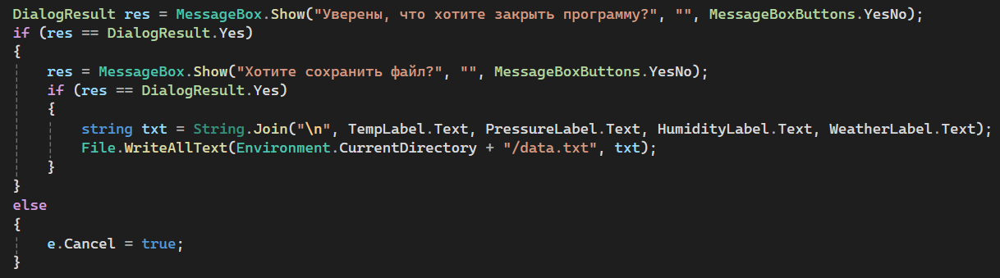 DialogResult res = MessageBox.Show("Уверены, что хотите закрыть программу?", "", MessageBoxButtons.YesNo);
if (res == DialogResult.Yes)
{
    res = MessageBox.Show("Хотите сохранить файл?", "", MessageBoxButtons.YesNo);
    if (res == DialogResult.Yes)
    {
        string txt = String.Join("\n", TempLabel.Text, PressureLabel.Text, HumidityLabel.Text, WeatherLabel.Text);
        File.WriteAllText(Environment.CurrentDirectory + "/data.txt", txt);
    }
}
else
{
    e.Cancel = true;
}